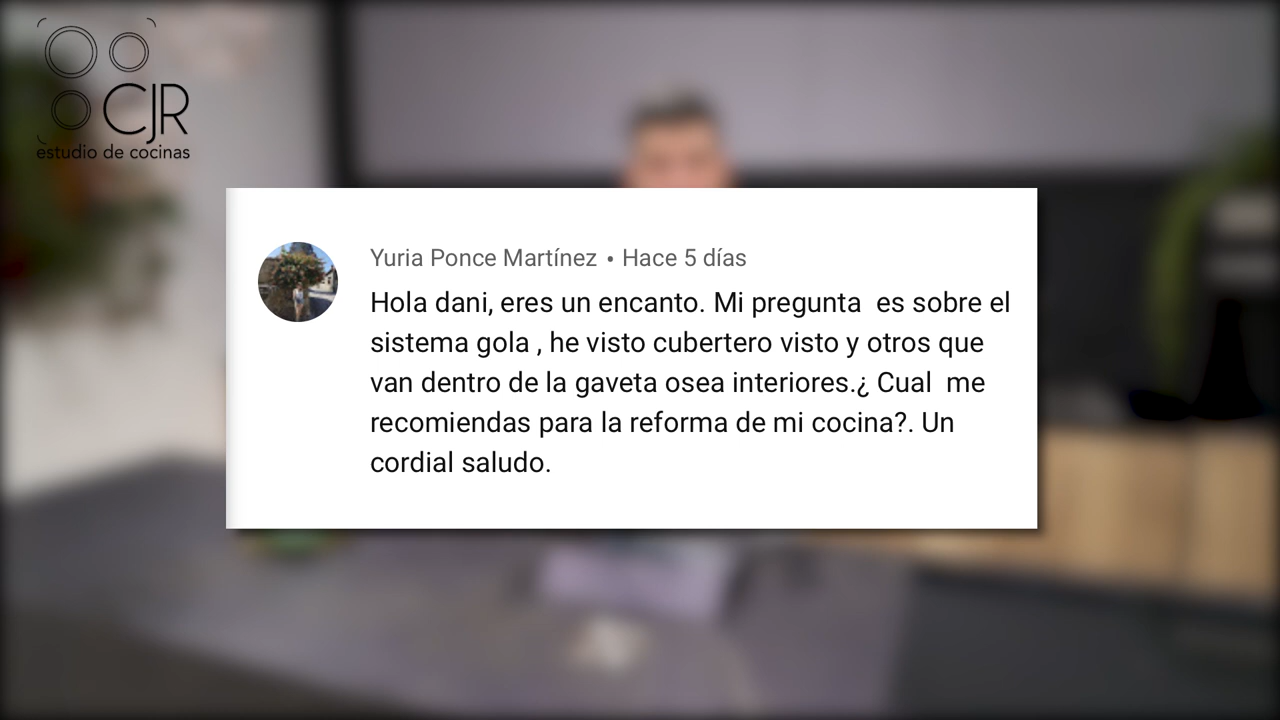 CJR
estudio de cocinas
Yuria Ponce Martínez • Hace 5 días
Hola dani, eres un encanto. Mi pregunta  es sobre el
sistema gola , he visto cubertero visto y otros que
van dentro de la gaveta osea interiores.¿ Cual  me
recomiendas para la reforma de mi cocina?. Un
cordial saludo.